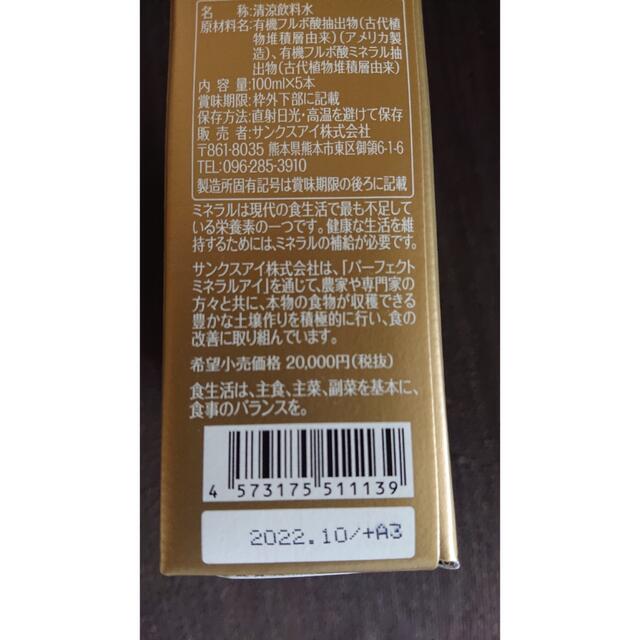 名 称:清涼飲料水
原材料名:有機フルボ酸抽出物(古代植
物堆積層由来)(アメリカ製
造)、有機フルボ酸ミネラル抽
出物(古代植物堆積層由来)
内 容 量:100ml×5本
賞味期限:枠外下部に記載
保存方法:直射日光・高温を避けて保存
販 売 者:サンクスアイ株式会社
〒861-8035 熊本県熊本市東区御領6-1-6
TEL:096-285-3910
製造所固有記号は賞味期限の後ろに記載
ミネラルは現代の食生活で最も不足して
いる栄養素の一つです。健康な生活を維
持するためには、ミネラルの補給が必要です。
サンクスアイ株式会社は、「パーフェクト
ミネラルアイ」を通じて、農家や専門家の
方々と共に、本物の食物が収穫できる
豊かな土壌作りを積極的に行い、食の
改善に取り組んでいます。
希望小売価格 20,000円(税抜)
食生活は、主食、主菜、副菜を基本に、
食事のバランスを。
4 573175 511139
2022.10/+A3